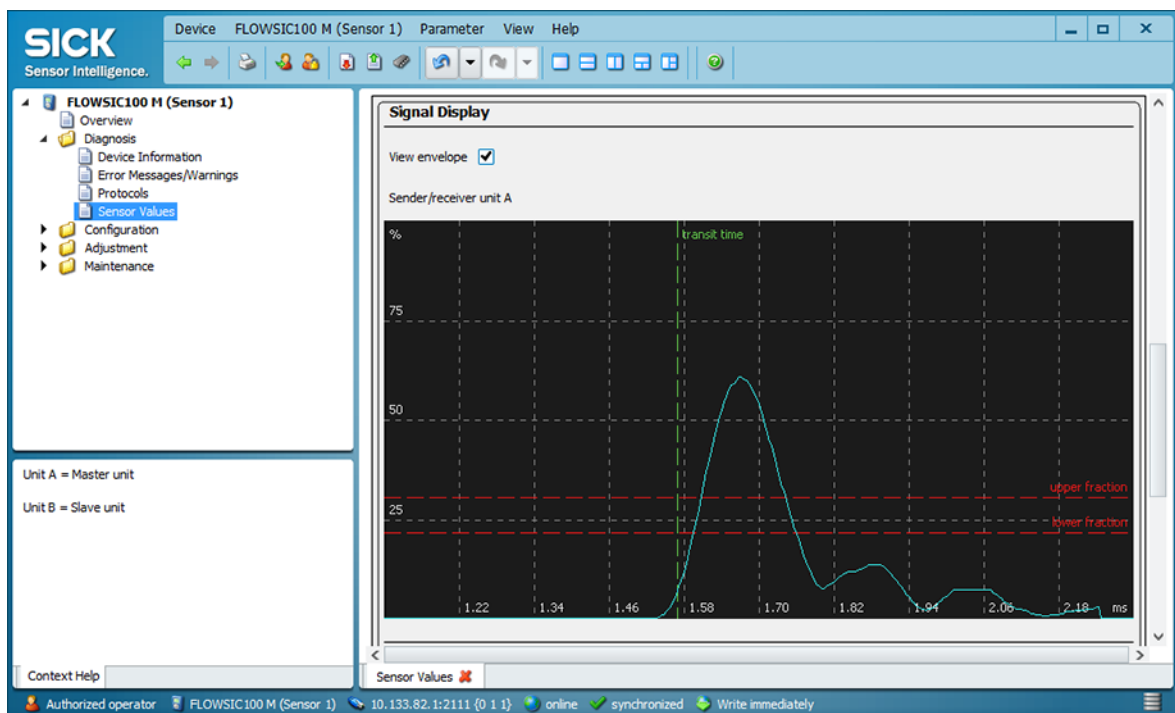 SICK
Sensor Intelligence.
Device FLOWSIC100 M (Sensor 1) Parameter View Help
FLOWSIC100 M (Sensor 1)
Overview
Diagnosis
Device Information
Error Messages/Warnings
Protocols
Sensor Values
Configuration
Adjustment
Maintenance
Unit A = Master unit
Unit B = Slave unit
Context Help
Signal Display
View envelope
Sender/receiver unit A
%
transit time
75
50
upper fraction
25
lower fraction
1.22 1.34 1.46 1.58 1.70 1.82 1.94 2.06 2.18 ms
Sensor Values
Authorized operator FLOWSIC100 M (Sensor 1) 10.133.82.1:2111 {0 1 1} online synchronized Write immediately